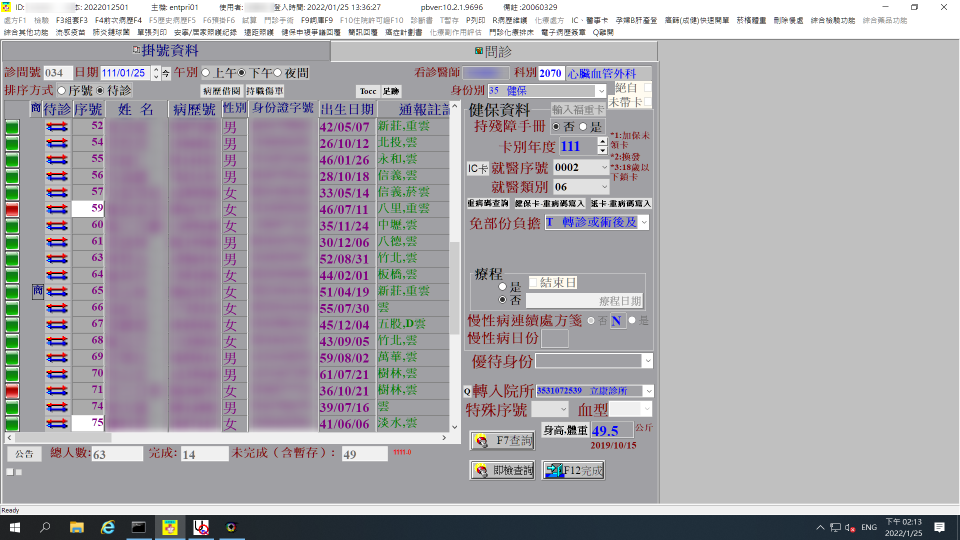 ID: ID: 2022012501 主機: entpri01 使用者: 登入時間: 2022/01/25 13:36:27 pbver:10.2.1.9696 備註:20060329
處方F1 檢驗 F3組套F3 F4前次病歷F4 F5歷史病歷F5 F6預掛F6 試算 門診手術 F9詞庫F9 F10住院許可證F10 診斷書 T暫存 P列印 R病歷維護 化療處方 IC、醫事卡 孕婦B肝產登 癌篩(成健)快速開單 菸檳體重 刪除慢處 綜合檢驗功能 綜合藥品功能
綜合其他功能 流感疫苗 肺炎鏈球菌 單張列印 安寧/居家照護紀錄 遠距照護 健保申複爭議回覆 簡訊回覆 癌症計劃書 化療副作用評估 門診化療排床 電子病歷簽章 Q離開
掛號資料
問診
診間號 034 日期 111/01/25 今 午別 上午 下午 夜間
看診醫師 科別 2070 心臟血管外科
排序方式 序號 待診
病歷借閱 持職傷單 Tocc 足跡
身份別 35 健保
絕自
未帶卡
商 待診 序號 姓 名 病歷號 性別 身份證字號 出生日期 通報註記
52 男 42/05/07 新莊,重雲
54 男 26/10/12 北投,雲
55 男 46/01/26 永和,雲
56 男 28/10/18 信義,雲
57 女 33/05/14 信義,菸雲
59 女 46/07/11 八里,重雲
60 女 35/11/24 中壢,雲
61 男 30/12/06 八德,雲
63 男 52/08/31 竹北,雲
64 女 44/02/01 板橋,雲
商 65 女 51/04/19 新莊,重雲
66 女 55/07/30 雲
67 女 45/12/04 五股,D雲
68 女 43/09/05 竹北,雲
69 男 59/08/02 萬華,雲
70 男 61/07/21 樹林,雲
71 女 36/10/21 樹林,雲
74 男 39/07/16 雲
75 女 41/06/06 淡水,雲
公告 總人數: 63 完成: 14 未完成（含暫存）: 49 1111-0
健保資料
輸入福重卡
持殘障手冊 否 是
卡別年度 111
*1:加保未領卡
*2:換發
*3:18歲以下鎖卡
IC卡 就醫序號 0002
就醫類別 06
重病碼查詢 健保卡-重病碼寫入 紙卡-重病碼寫入
免部份負擔 T 轉診或術後及
療程
是
否
結束日
療程日期
慢性病連續處方箋 否 N 是
慢性病日份
優待身份
Q 轉入院所 3531072539 立康診所
特殊序號 血型
F7查詢
身高.體重 49.5 公斤
2019/10/15
即檢查詢
F12完成
Ready
ENG
下午 02:13
2022/1/25